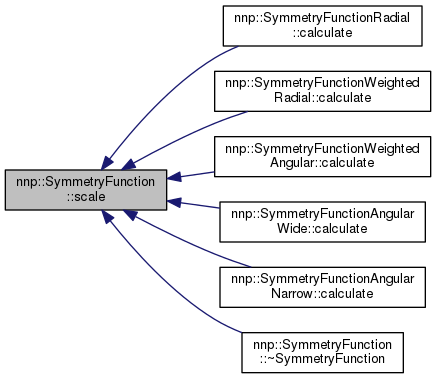 nnp::SymmetryFunctionRadial
::calculate
nnp::SymmetryFunctionWeighted
Radial::calculate
nnp::SymmetryFunctionWeighted
Angular::calculate
nnp::SymmetryFunction
::scale
nnp::SymmetryFunctionAngular
Wide::calculate
nnp::SymmetryFunctionAngular
Narrow::calculate
nnp::SymmetryFunction
::~SymmetryFunction